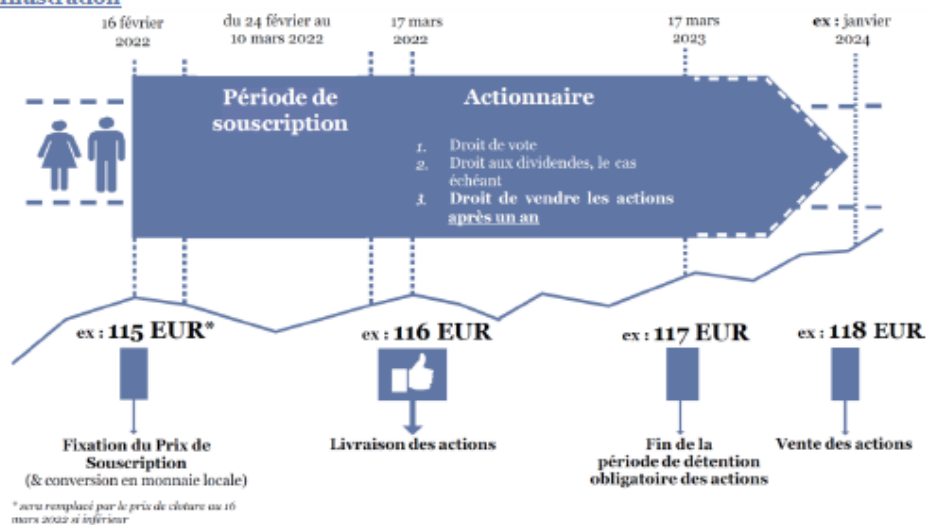 Illustration
16 février
2022
du 24 février au
10 mars 2022
17 mars
2022
17 mars
2023
ex : janvier
2024
Période de
souscription
Actionnaire
1. Droit de vote
2. Droit aux dividendes, le cas
échéant
3. Droit de vendre les actions
après un an
ex : 115 EUR*
ex : 116 EUR
ex : 117 EUR
ex : 118 EUR
Fixation du Prix de
Souscription
(& conversion en monnaie locale)
Livraison des actions
Fin de la
période de détention
obligatoire des actions
Vente des actions
* sera remplacé par le prix de cloture au 16
mars 2022 si inférieur